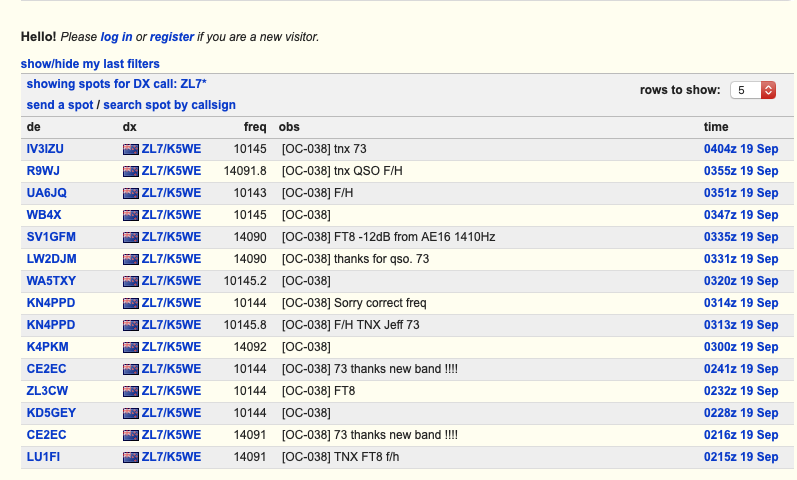 Hello! Please log in or register if you are a new visitor.
show/hide my last filters
showing spots for DX call: ZL7*
rows to show: 5
send a spot / search spot by callsign
de dx freq obs time
IV3IZU ZL7/K5WE 10145 [OC-038] tnx 73 0404z 19 Sep
R9WJ ZL7/K5WE 14091.8 [OC-038] tnx QSO F/H 0355z 19 Sep
UA6JQ ZL7/K5WE 10143 [OC-038] F/H 0351z 19 Sep
WB4X ZL7/K5WE 10145 [OC-038] 0347z 19 Sep
SV1GFM ZL7/K5WE 14090 [OC-038] FT8 -12dB from AE16 1410Hz 0335z 19 Sep
LW2DJM ZL7/K5WE 14090 [OC-038] thanks for qso. 73 0331z 19 Sep
WA5TXY ZL7/K5WE 10145.2 [OC-038] 0320z 19 Sep
KN4PPD ZL7/K5WE 10144 [OC-038] Sorry correct freq 0314z 19 Sep
KN4PPD ZL7/K5WE 10145.8 [OC-038] F/H TNX Jeff 73 0313z 19 Sep
K4PKM ZL7/K5WE 14092 [OC-038] 0300z 19 Sep
CE2EC ZL7/K5WE 10144 [OC-038] 73 thanks new band !!!! 0241z 19 Sep
ZL3CW ZL7/K5WE 10144 [OC-038] FT8 0232z 19 Sep
KD5GEY ZL7/K5WE 10144 [OC-038] 0228z 19 Sep
CE2EC ZL7/K5WE 14091 [OC-038] 73 thanks new band !!!! 0216z 19 Sep
LU1FI ZL7/K5WE 14091 [OC-038] TNX FT8 f/h 0215z 19 Sep